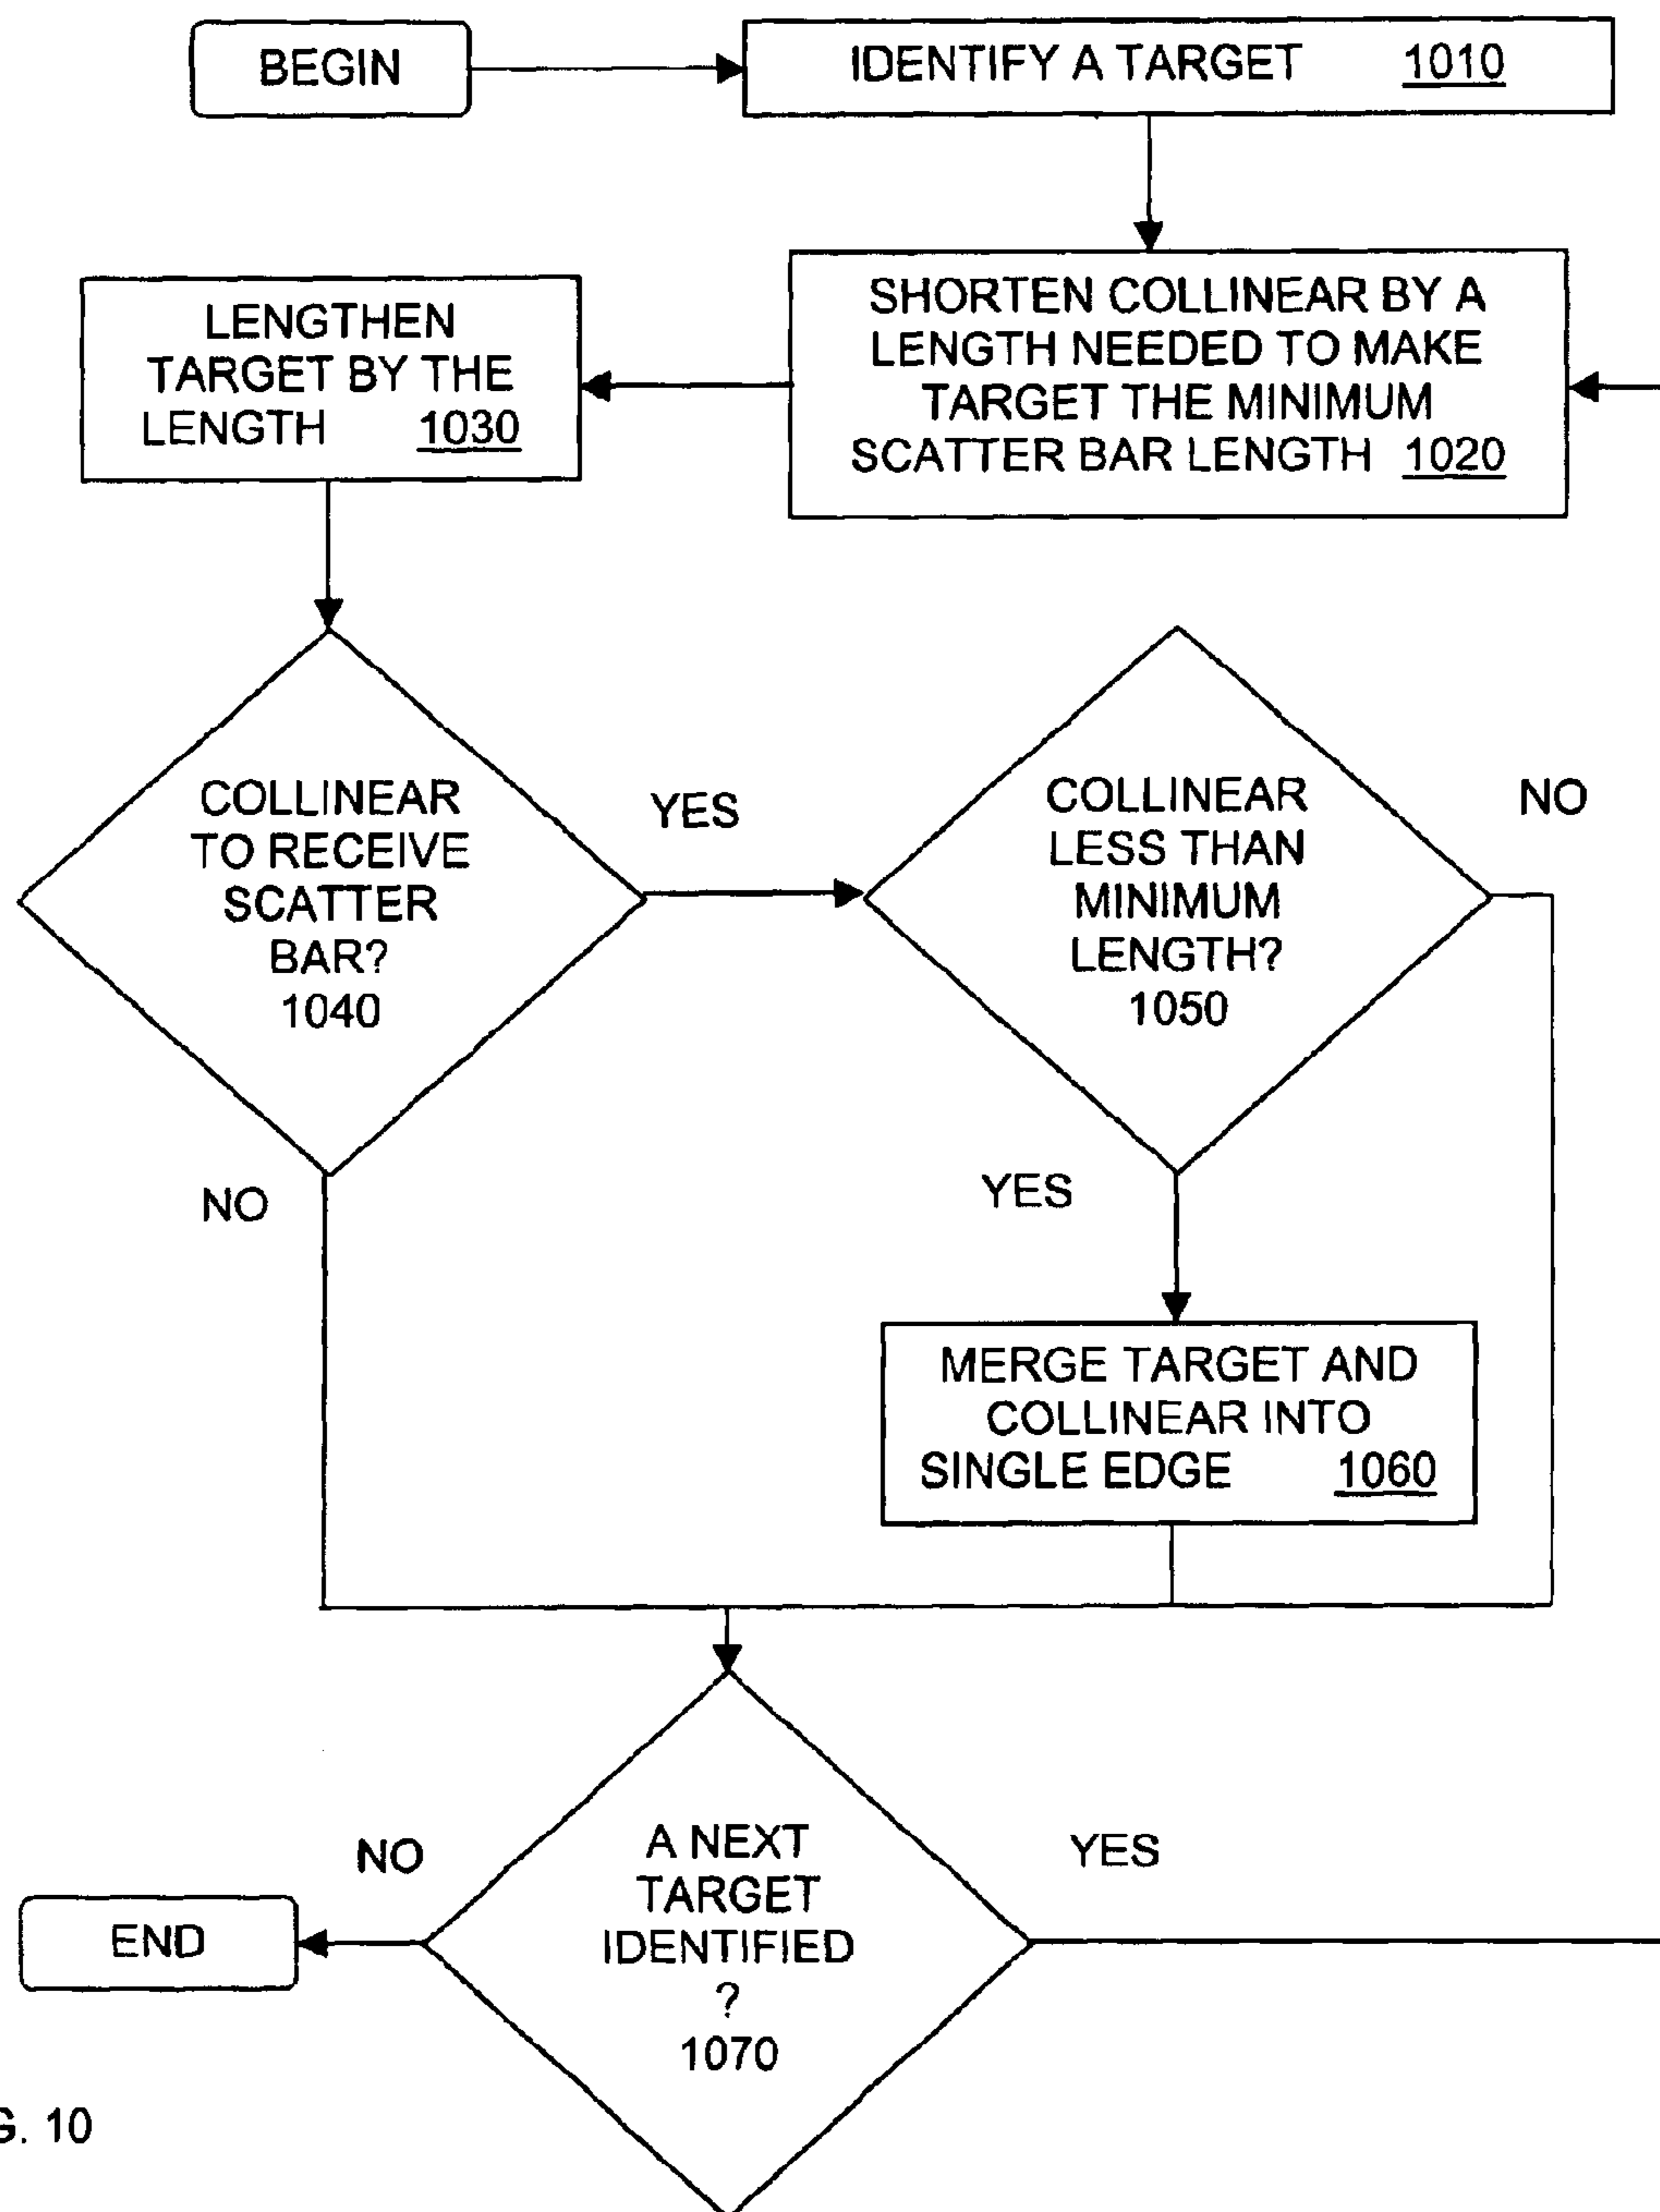 BEGIN
IDENTIFY A TARGET 1010
SHORTEN COLLINEAR BY A
LENGTH NEEDED TO MAKE
TARGET THE MINIMUM
SCATTER BAR LENGTH 1020
LENGTHEN
TARGET BY THE
LENGTH 1030
COLLINEAR
TO RECEIVE
SCATTER
BAR?
1040
YES
NO
COLLINEAR
LESS THAN
MINIMUM
LENGTH?
1050
NO
YES
MERGE TARGET AND
COLLINEAR INTO
SINGLE EDGE 1060
A NEXT
TARGET
IDENTIFIED
?
1070
NO
YES
END
G. 10